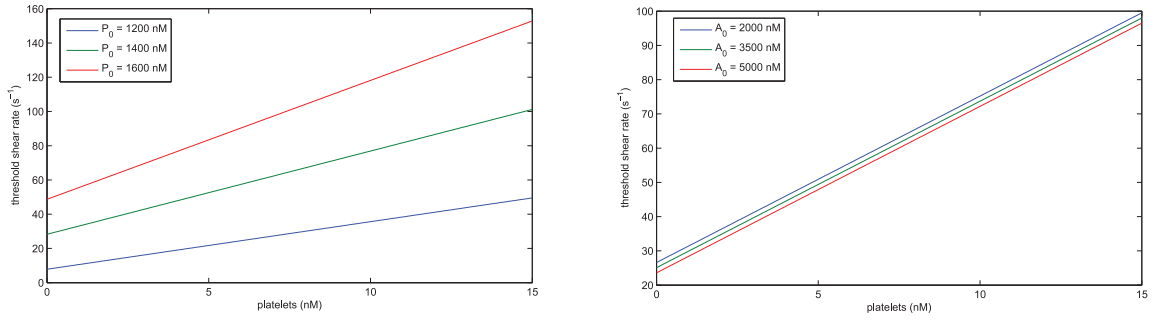 160
140
120
100
80
60
40
20
0
threshold shear rate (s⁻¹)
P₀ = 1200 nM
P₀ = 1400 nM
P₀ = 1600 nM
0 5 10 15
platelets (nM)
100
90
80
70
60
50
40
30
20
threshold shear rate (s⁻¹)
A₀ = 2000 nM
A₀ = 3500 nM
A₀ = 5000 nM
0 5 10 15
platelets (nM)